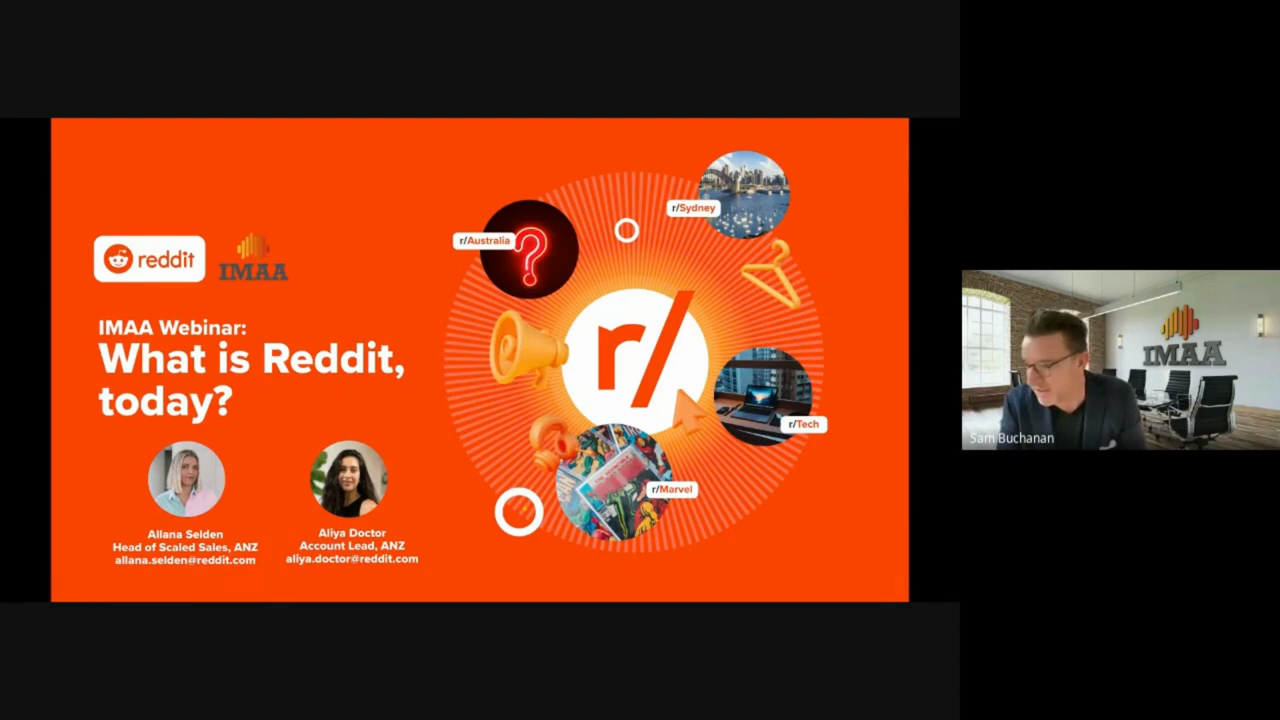 reddit
IMAA
IMAA Webinar:
What is Reddit,
today?
Allana Selden
Head of Scaled Sales, ANZ
allana.selden@reddit.com
Aliya Doctor
Account Lead, ANZ
aliya.doctor@reddit.com
r/Sydney
r/Australia
r/
r/Tech
r/Marvel
IMAA
Sam Buchanan